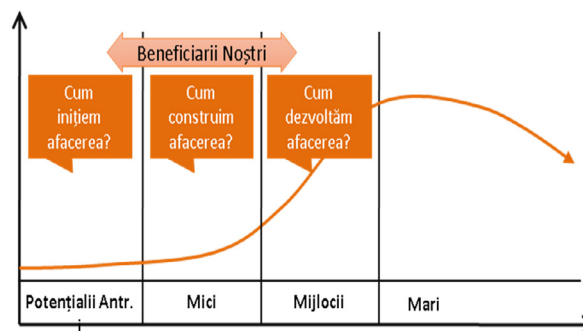 Beneficiarii Noștri
Cum
inițiem
afacerea?
Cum
construim
afacerea?
Cum
dezvoltăm
afacerea?
Potențialii Antr.
Mici
Mijlocii
Mari